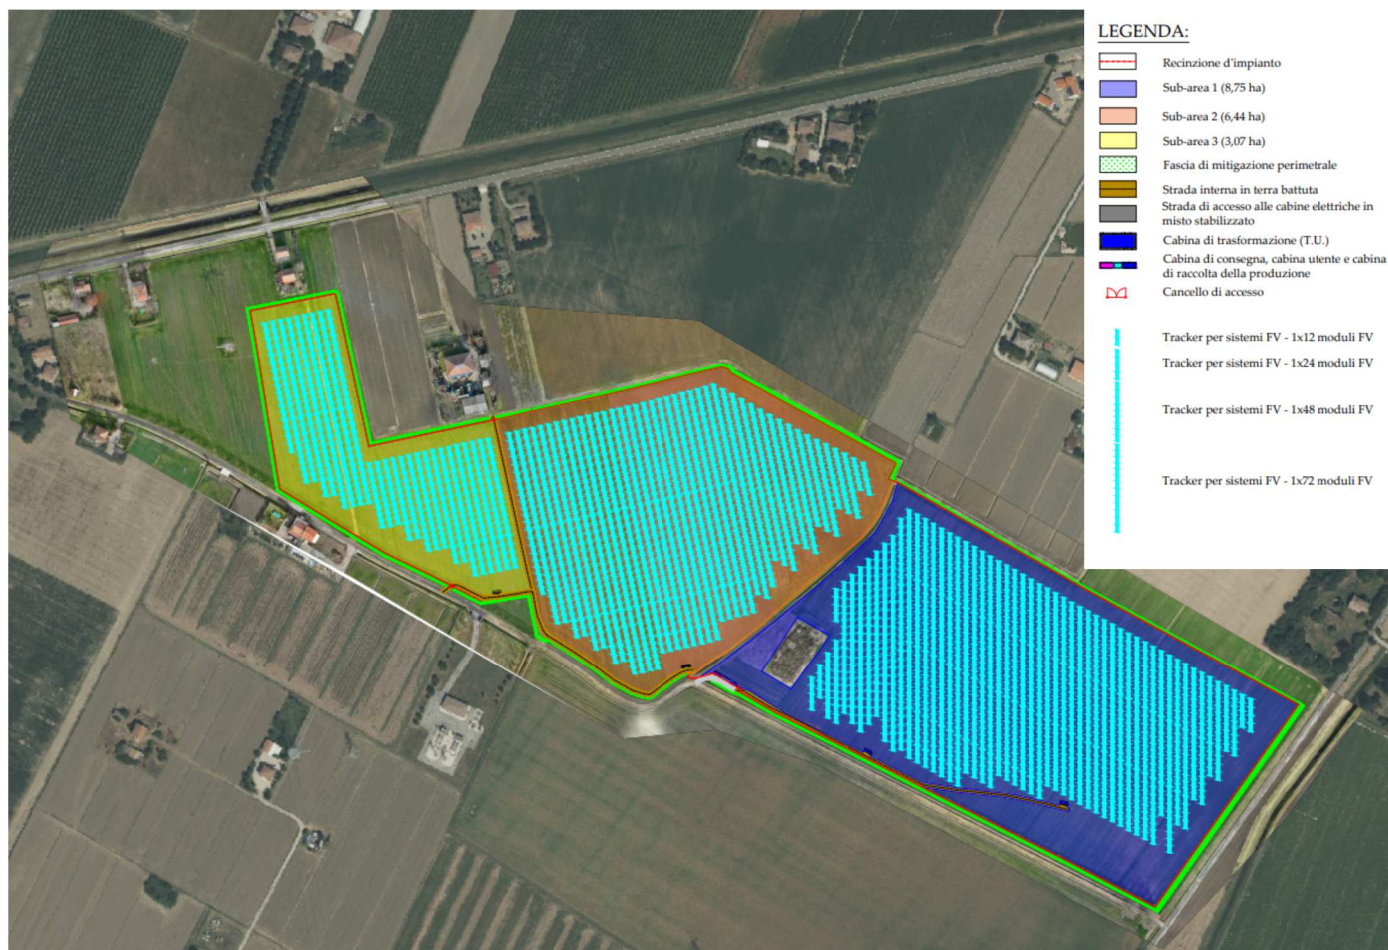 LEGENDA:
Recinzione d'impianto
Sub-area 1 (8,75 ha)
Sub-area 2 (6,44 ha)
Sub-area 3 (3,07 ha)
Fascia di mitigazione perimetrale
Strada interna in terra battuta
Strada di accesso alle cabine elettriche in
misto stabilizzato
Cabina di trasformazione (T.U.)
Cabina di consegna, cabina utente e cabina
di raccolta della produzione
Cancello di accesso
Tracker per sistemi FV - 1x12 moduli FV
Tracker per sistemi FV - 1x24 moduli FV
Tracker per sistemi FV - 1x48 moduli FV
Tracker per sistemi FV - 1x72 moduli FV